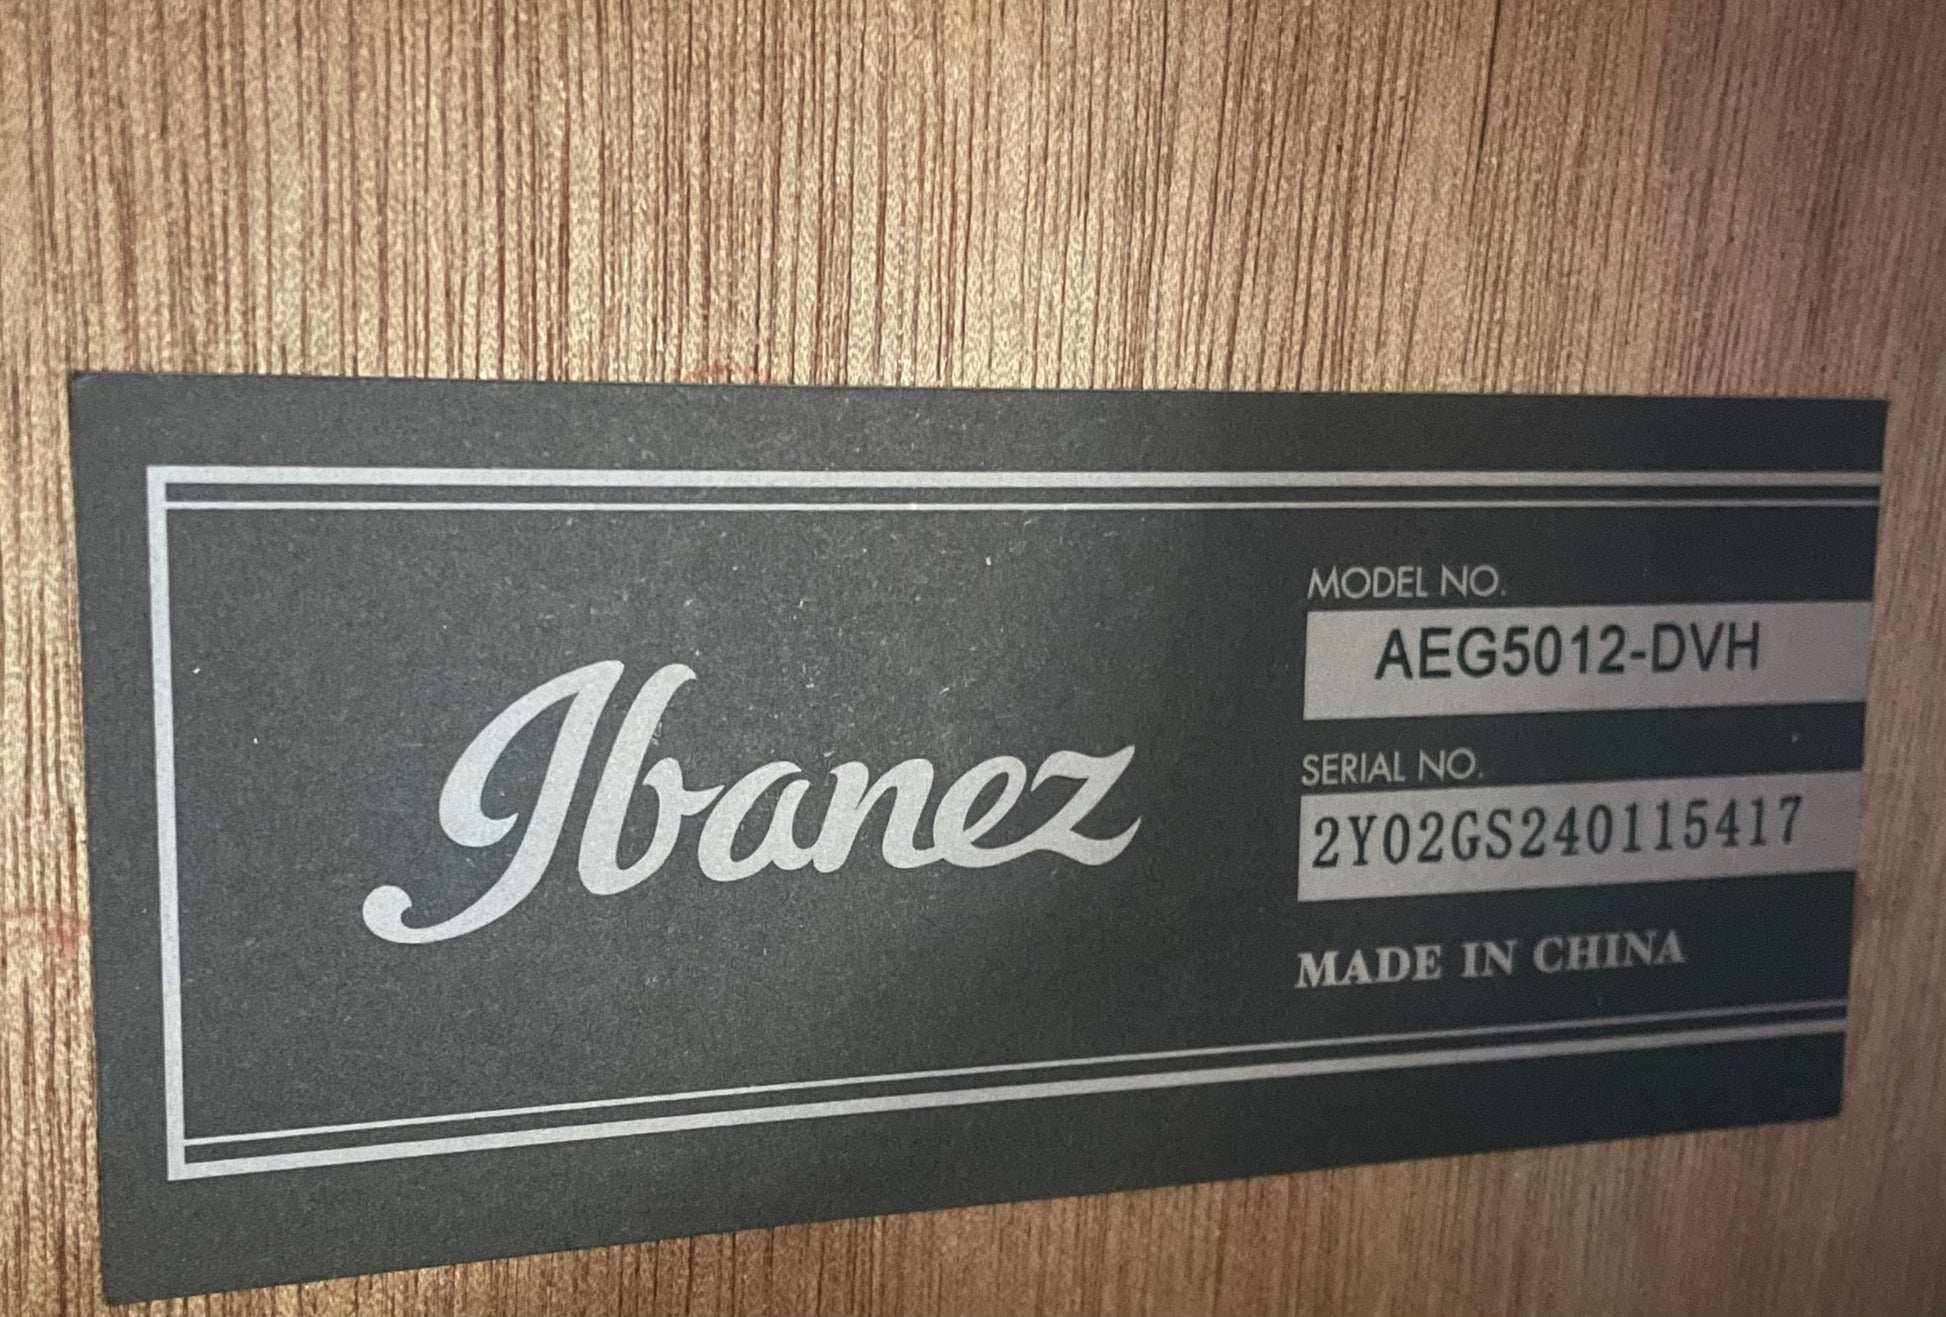 Ibanez
MODEL NO.
AEG5012-DVH
SERIAL NO.
2Y02GS240115417
MADE IN CHINA